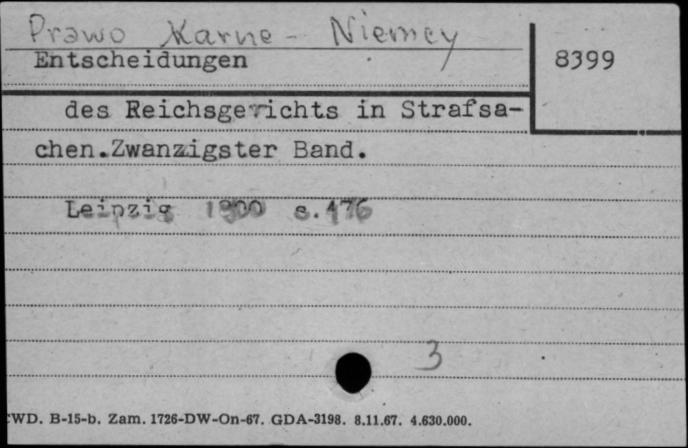 Prawo Karne - Niemcy
Entscheidungen
8399
des Reichsgerichts in Strafsa-
chen.Zwanzigster Band.
Leipzig 1900 s.476
3
WD. B-15-b. Zam. 1726-DW-On-67. GDA-3198. 8.11.67. 4.630.000.